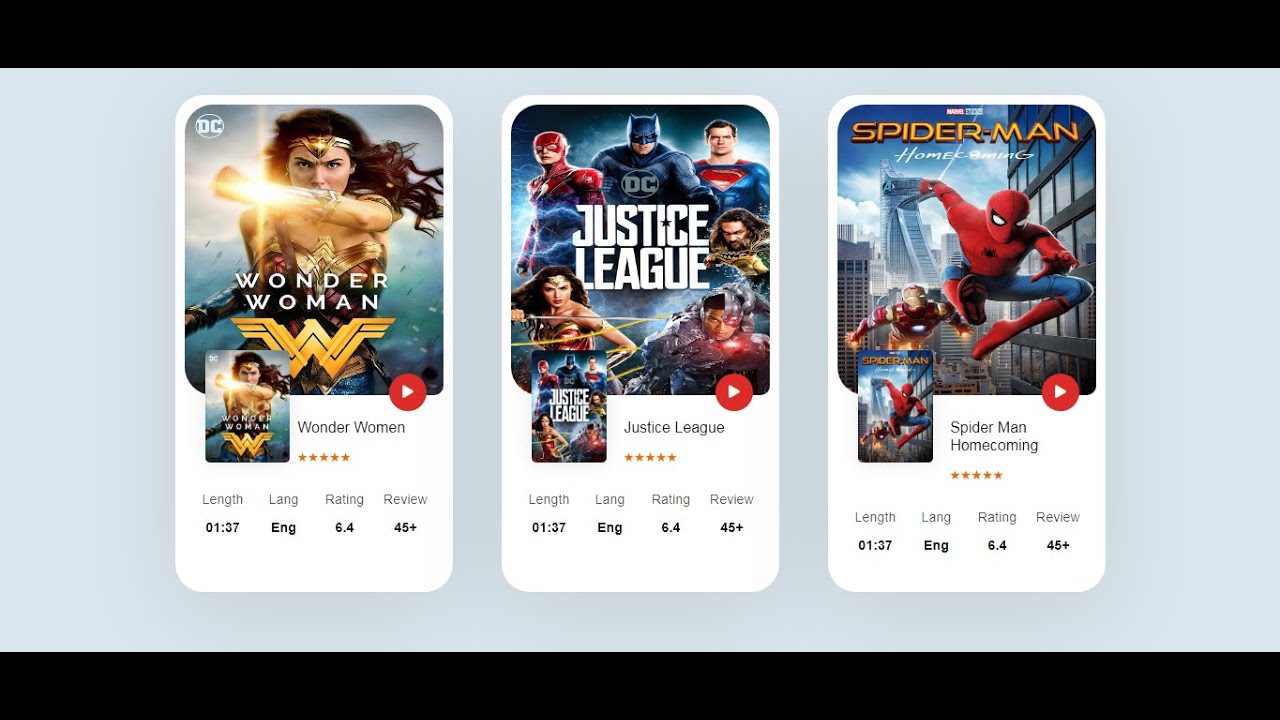 DC
WONDER
WOMAN
DC
WONDER
WOMAN
Wonder Women
★★★★★
Length Lang Rating Review
01:37 Eng 6.4 45+
DC
JUSTICE
LEAGUE
DC
JUSTICE
LEAGUE
Justice League
★★★★★
Length Lang Rating Review
01:37 Eng 6.4 45+
MARVEL STUDIOS
SPIDER-MAN
HOMECOMING
SPIDER-MAN
HOMECOMING
Spider Man
Homecoming
★★★★★
Length Lang Rating Review
01:37 Eng 6.4 45+